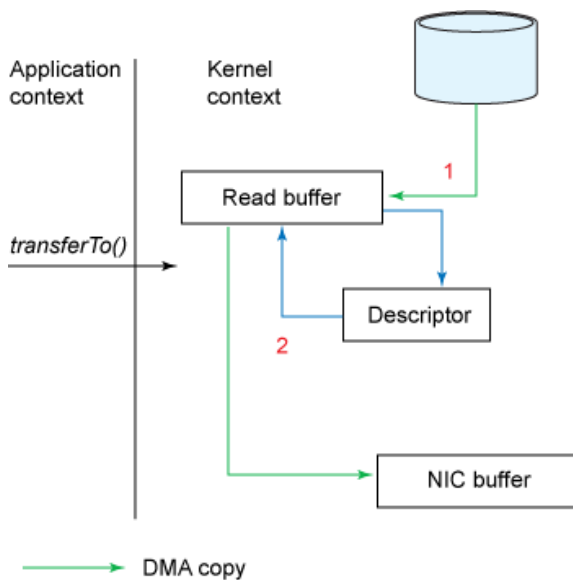 Application
context
Kernel
context
1
Read buffer
transferTo()
Descriptor
2
NIC buffer
DMA copy